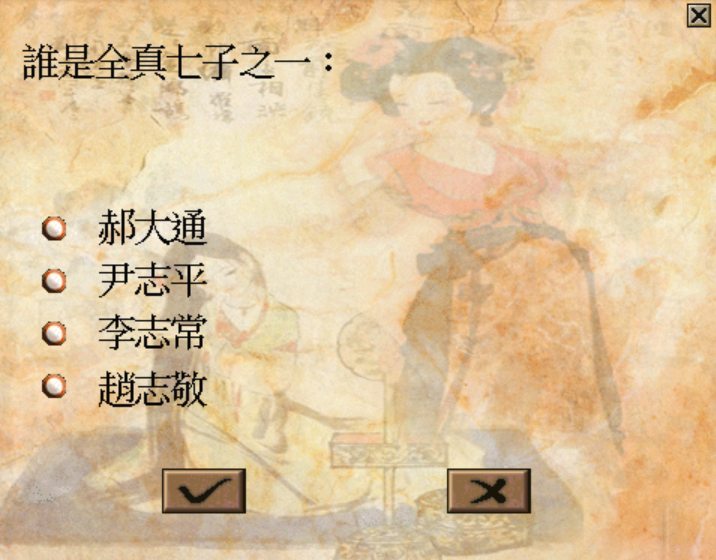 誰是全真七子之一：
郝大通
尹志平
李志常
趙志敬